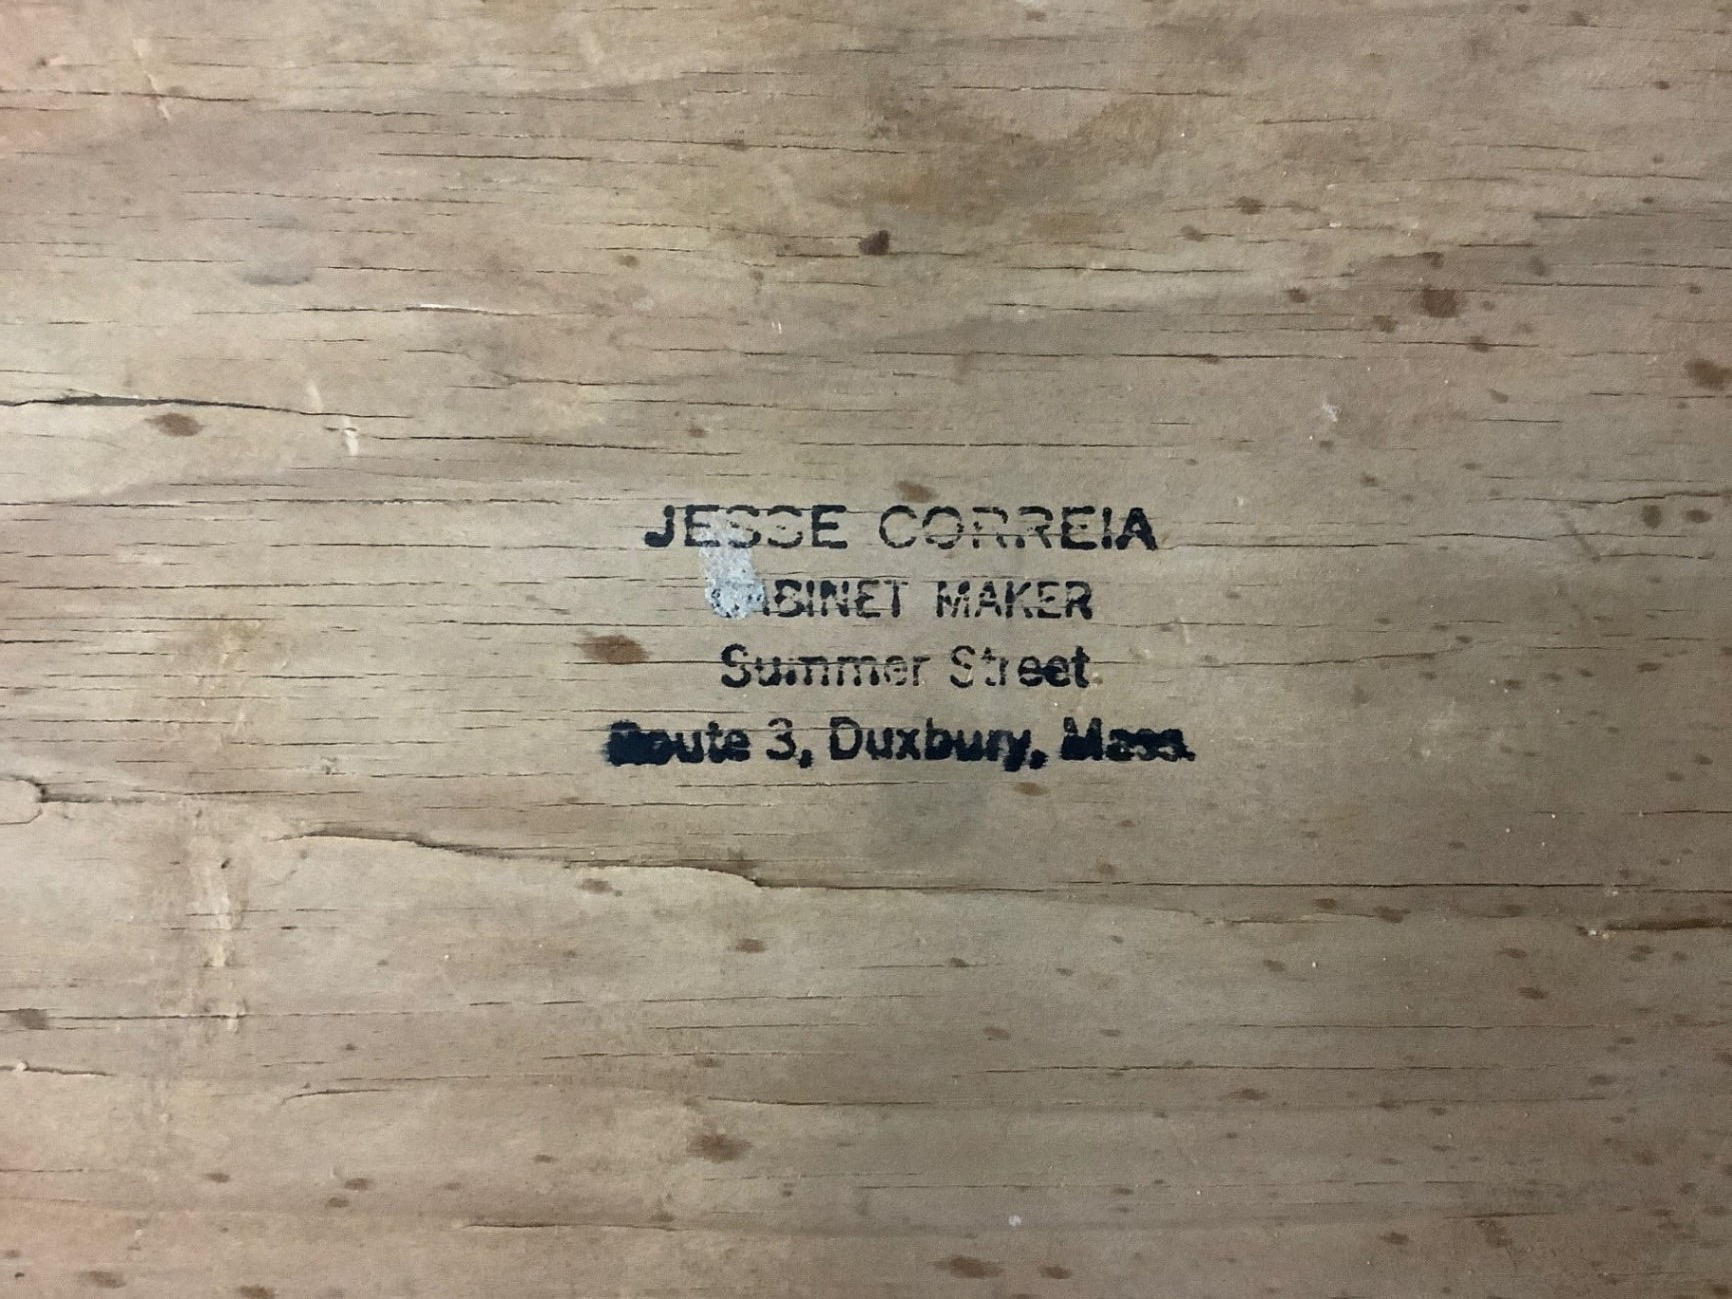 JESSE CORREIA
CABINET MAKER
Summer Street
Route 3, Duxbury, Mass.